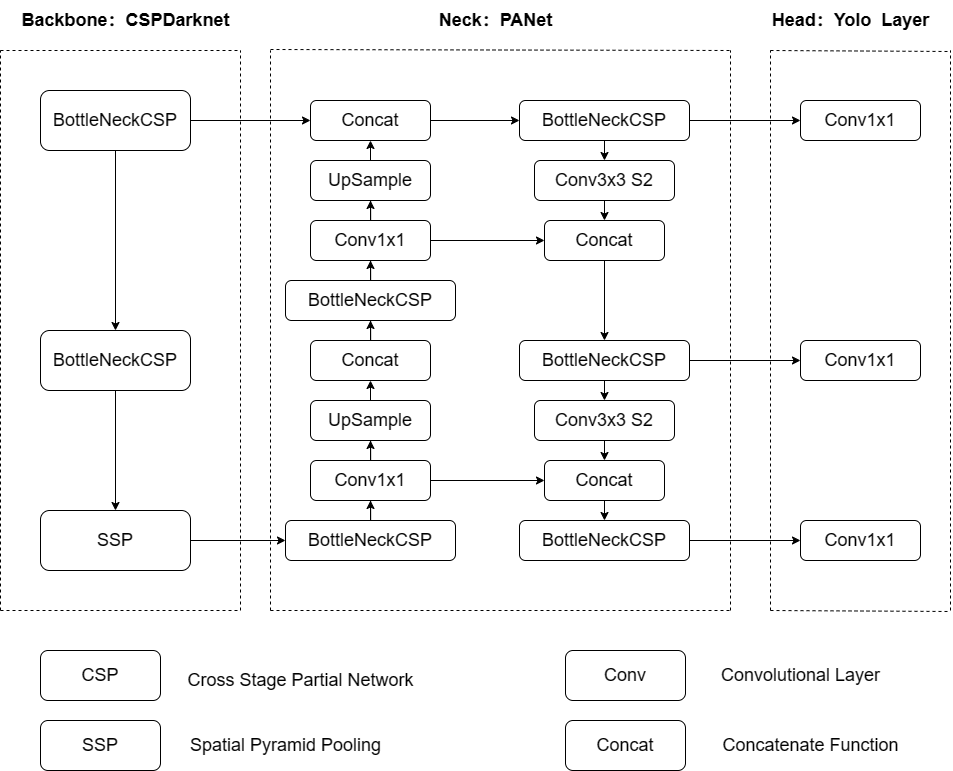 Backbone: CSPDarknet
Neck: PANet
Head: Yolo Layer
BottleNeckCSP
Concat
BottleNeckCSP
Conv1x1
UpSample
Conv3x3 S2
Conv1x1
Concat
BottleNeckCSP
BottleNeckCSP
Concat
BottleNeckCSP
Conv1x1
UpSample
Conv3x3 S2
Conv1x1
Concat
SSP
BottleNeckCSP
BottleNeckCSP
Conv1x1
CSP
Cross Stage Partial Network
Conv
Convolutional Layer
SSP
Spatial Pyramid Pooling
Concat
Concatenate Function